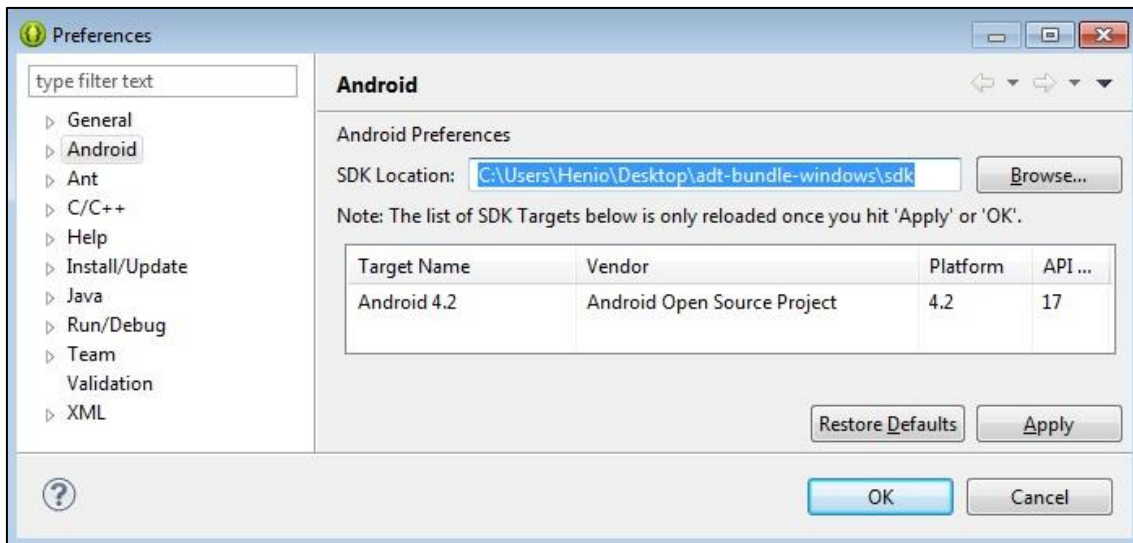 Preferences
type filter text
General
Android
Ant
C/C++
Help
Install/Update
Java
Run/Debug
Team
Validation
XML
Android
Android Preferences
SDK Location: C:\Users\Henio\Desktop\adt-bundle-windows\sdk Browse...
Note: The list of SDK Targets below is only reloaded once you hit 'Apply' or 'OK'.
Target Name Vendor Platform API ...
Android 4.2 Android Open Source Project 4.2 17
Restore Defaults Apply
OK Cancel